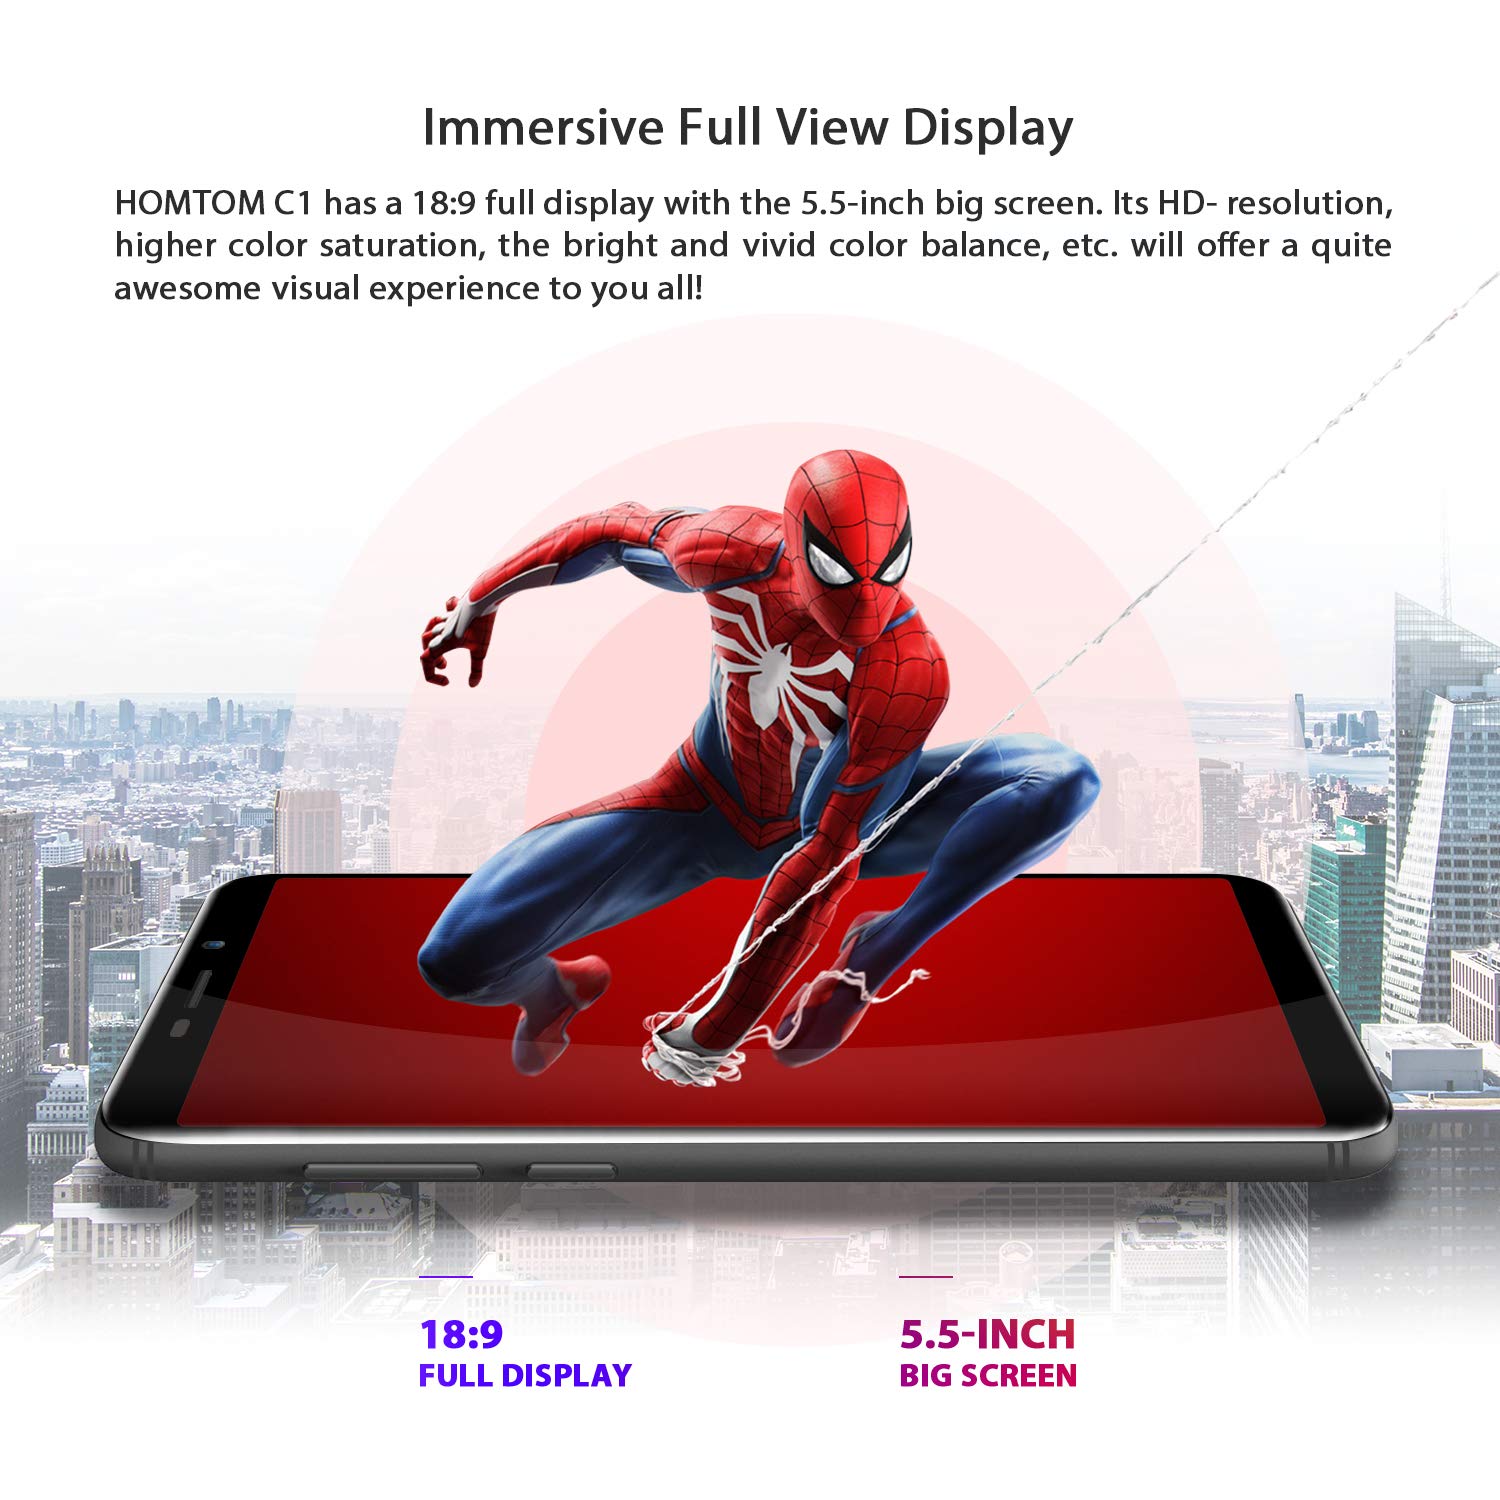 Immersive Full View Display
HOMTOM C1 has a 18:9 full display with the 5.5-inch big screen. Its HD- resolution,
higher color saturation, the bright and vivid color balance, etc. will offer a quite
awesome visual experience to you all!
18:9
FULL DISPLAY
5.5-INCH
BIG SCREEN